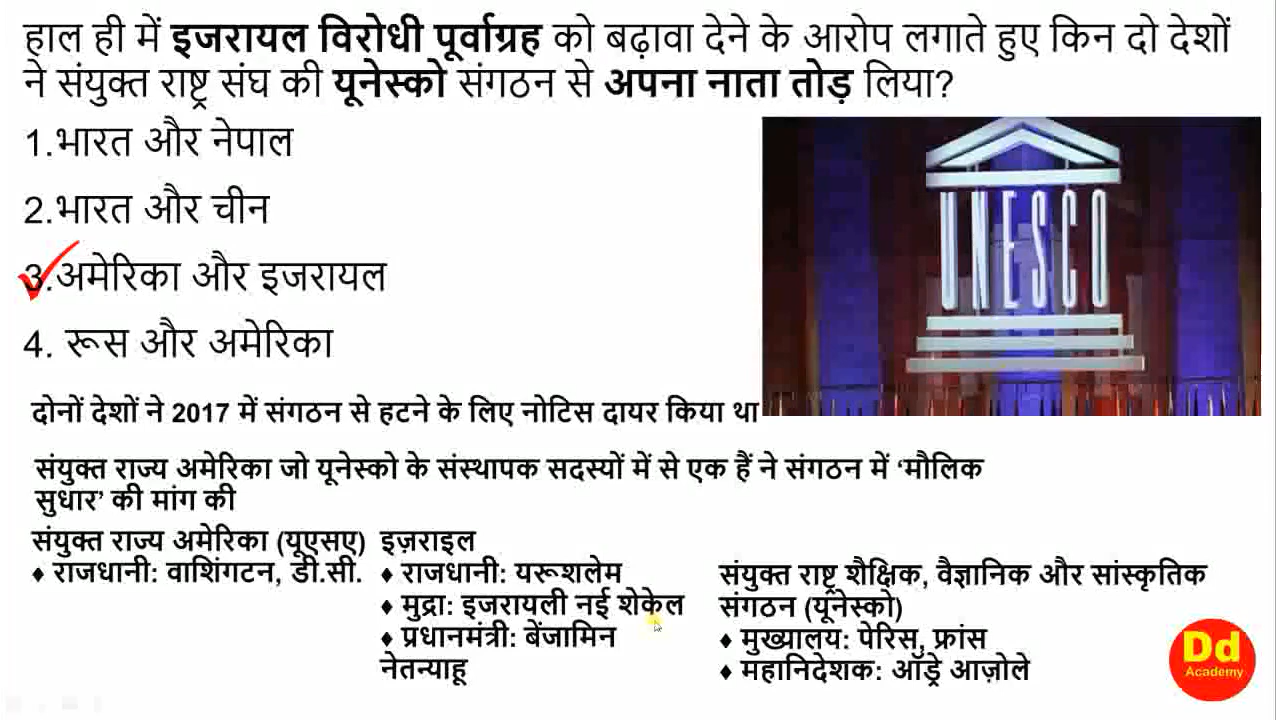 हाल ही में इजरायल विरोधी पूर्वाग्रह को बढ़ावा देने के आरोप लगाते हुए किन दो देशों
ने संयुक्त राष्ट्र संघ की यूनेस्को संगठन से अपना नाता तोड़ लिया?
1.भारत और नेपाल
2.भारत और चीन
3.अमेरिका और इजरायल
4. रूस और अमेरिका
UNESCO
दोनों देशों ने 2017 में संगठन से हटने के लिए नोटिस दायर किया था
संयुक्त राज्य अमेरिका जो यूनेस्को के संस्थापक सदस्यों में से एक हैं ने संगठन में ‘मौलिक
सुधार’ की मांग की
संयुक्त राज्य अमेरिका (यूएसए)
♦ राजधानी: वाशिंगटन, डी.सी.
इज़राइल
♦ राजधानी: यरूशलेम
♦ मुद्रा: इजरायली नई शेकेल
♦ प्रधानमंत्री: बेंजामिन
नेतन्याहू
संयुक्त राष्ट्र शैक्षिक, वैज्ञानिक और सांस्कृतिक
संगठन (यूनेस्को)
♦ मुख्यालय: पेरिस, फ्रांस
♦ महानिदेशक: ऑड्रे आज़ोले
Dd
Academy